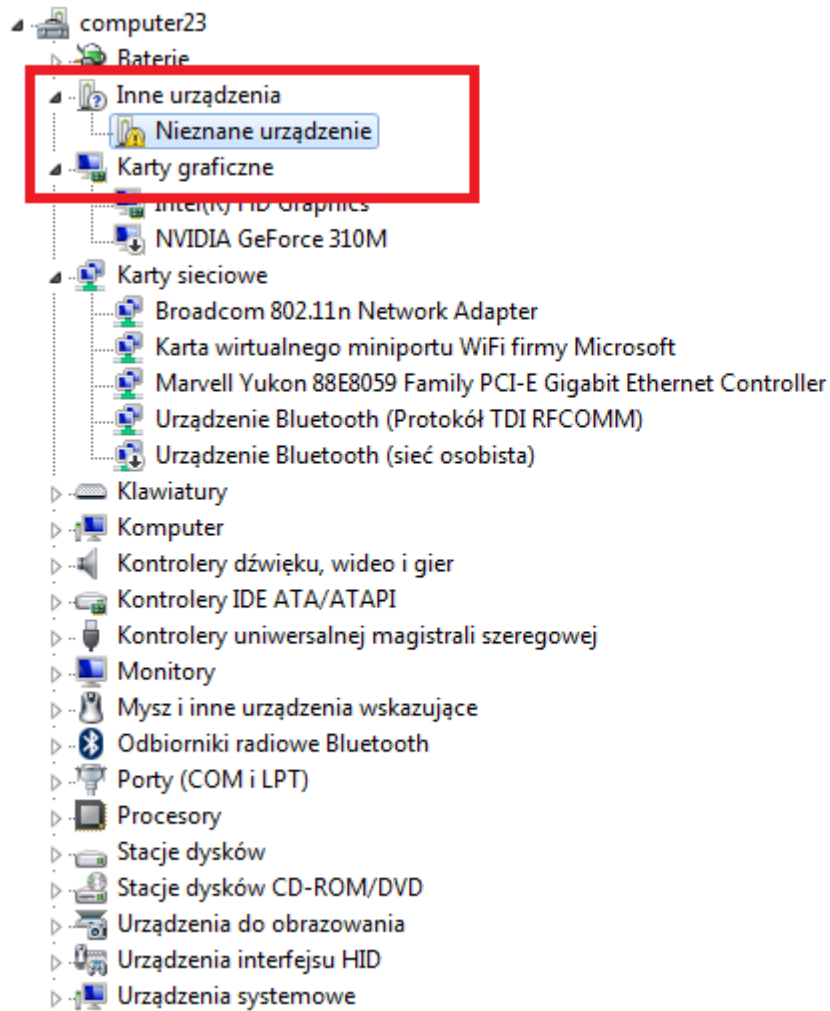 computer23
Baterie
Inne urządzenia
Nieznane urządzenie
Karty graficzne
Intel(R) HD Graphics
NVIDIA GeForce 310M
Karty sieciowe
Broadcom 802.11n Network Adapter
Karta wirtualnego miniportu WiFi firmy Microsoft
Marvell Yukon 88E8059 Family PCI-E Gigabit Ethernet Controller
Urządzenie Bluetooth (Protokół TDI RFCOMM)
Urządzenie Bluetooth (sieć osobista)
Klawiatury
Komputer
Kontrolery dźwięku, wideo i gier
Kontrolery IDE ATA/ATAPI
Kontrolery uniwersalnej magistrali szeregowej
Monitory
Mysz i inne urządzenia wskazujące
Odbiorniki radiowe Bluetooth
Porty (COM i LPT)
Procesory
Stacje dysków
Stacje dysków CD-ROM/DVD
Urządzenia do obrazowania
Urządzenia interfejsu HID
Urządzenia systemowe